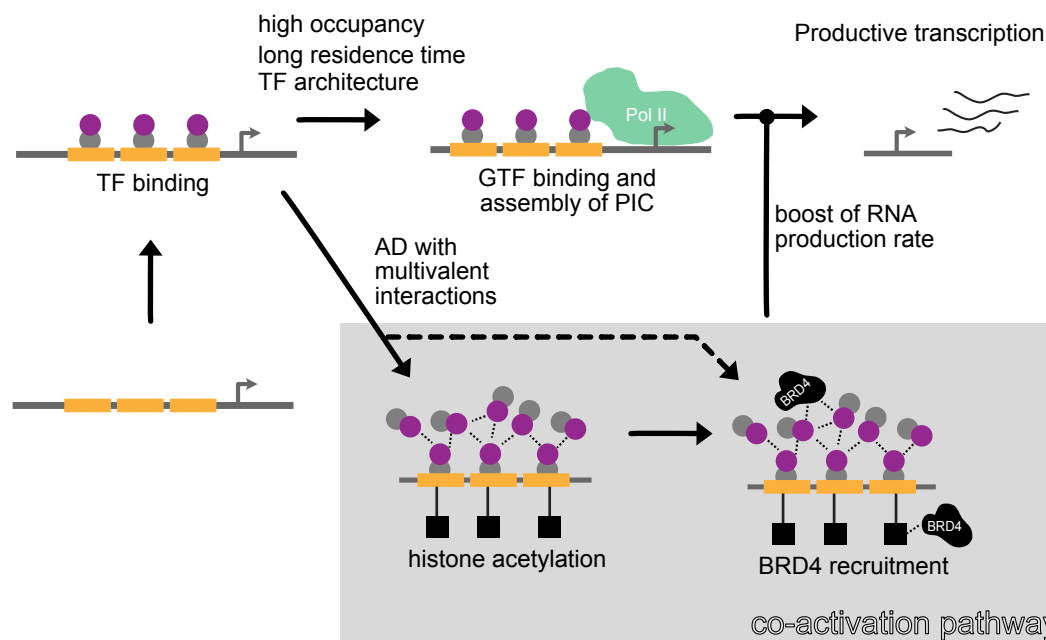 high occupancy
long residence time
TF architecture
Productive transcription
Pol II
TF binding
GTF binding and
assembly of PIC
boost of RNA
production rate
AD with
multivalent
interactions
BRD4
BRD4
histone acetylation
BRD4 recruitment
co-activation pathway